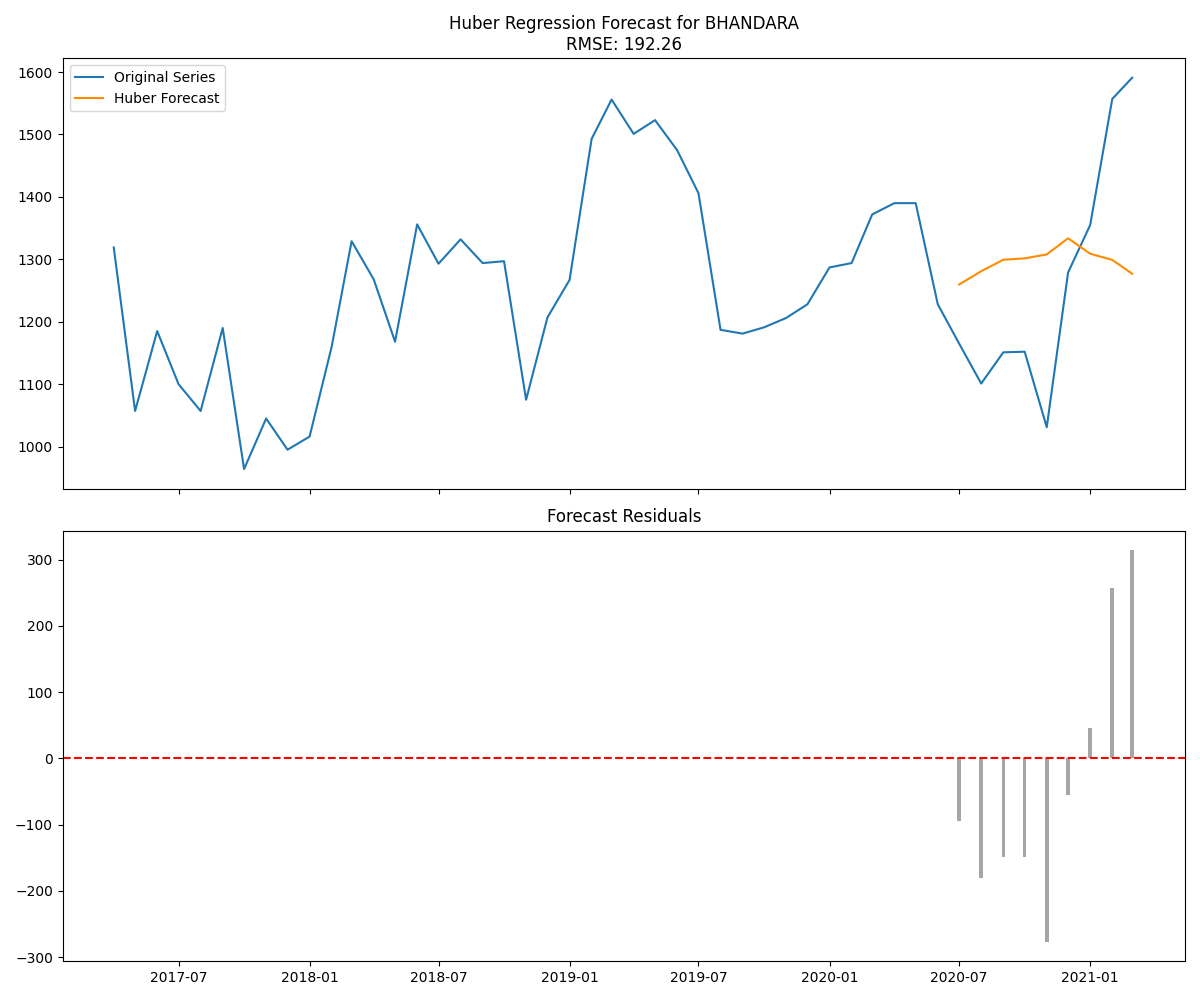 Huber Regression Forecast for BHANDARA
RMSE: 192.26
Original Series
Huber Forecast
1600
1500
1400
1300
1200
1100
1000
Forecast Residuals
300
200
100
0
−100
−200
−300
2017-07 2018-01 2018-07 2019-01 2019-07 2020-01 2020-07 2021-01